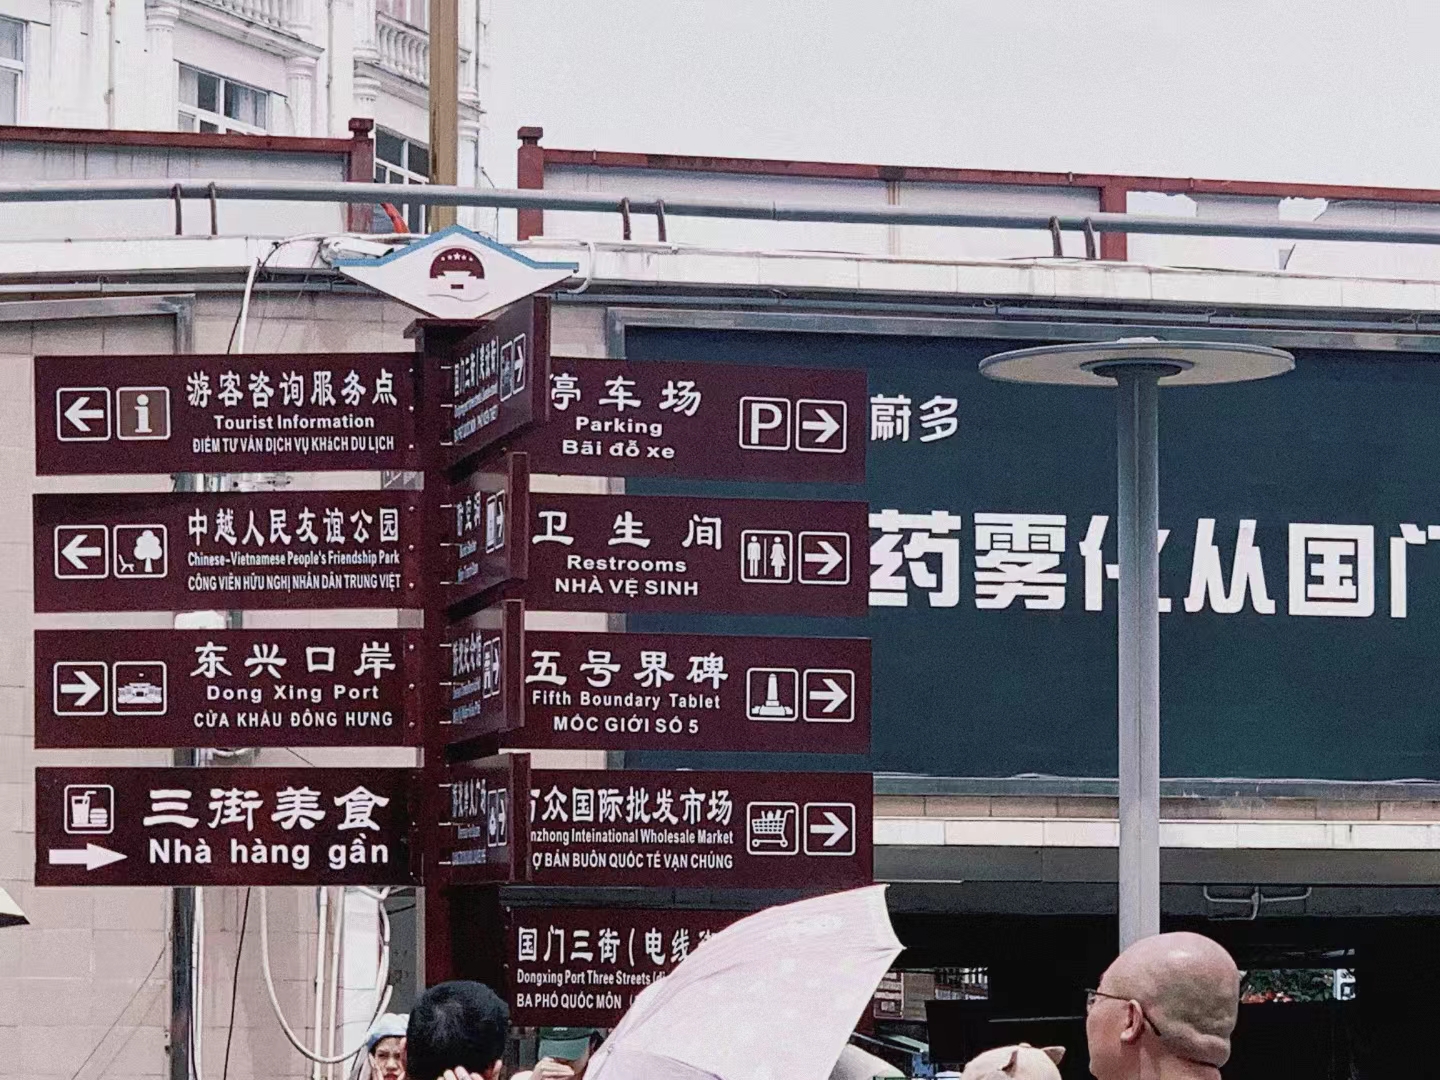 游客咨询服务点
Tourist Information
ĐIỂM TƯ VẤN DỊCH VỤ KHÁCH DU LỊCH
中越人民友谊公园
Chinese-Vietnamese People's Friendship Park
CÔNG VIÊN HỮU NGHỊ NHÂN DÂN TRUNG VIỆT
东兴口岸
Dong Xing Port
CỬA KHẨU ĐÔNG HƯNG
三街美食
Nhà hàng gần
停车场
Parking
Bãi đỗ xe
P
卫生间
Restrooms
NHÀ VỆ SINH
五号界碑
Fifth Boundary Tablet
MỐC GIỚI SỐ 5
万众国际批发市场
nzhong Inteinational Wholesale Market
Ợ BÁN BUÔN QUỐC TẾ VẠN CHÚNG
国门三街(电线
Dongxing Port Three Streets
BA PHỐ QUỐC MÔN
蔚多
药雾化从国门